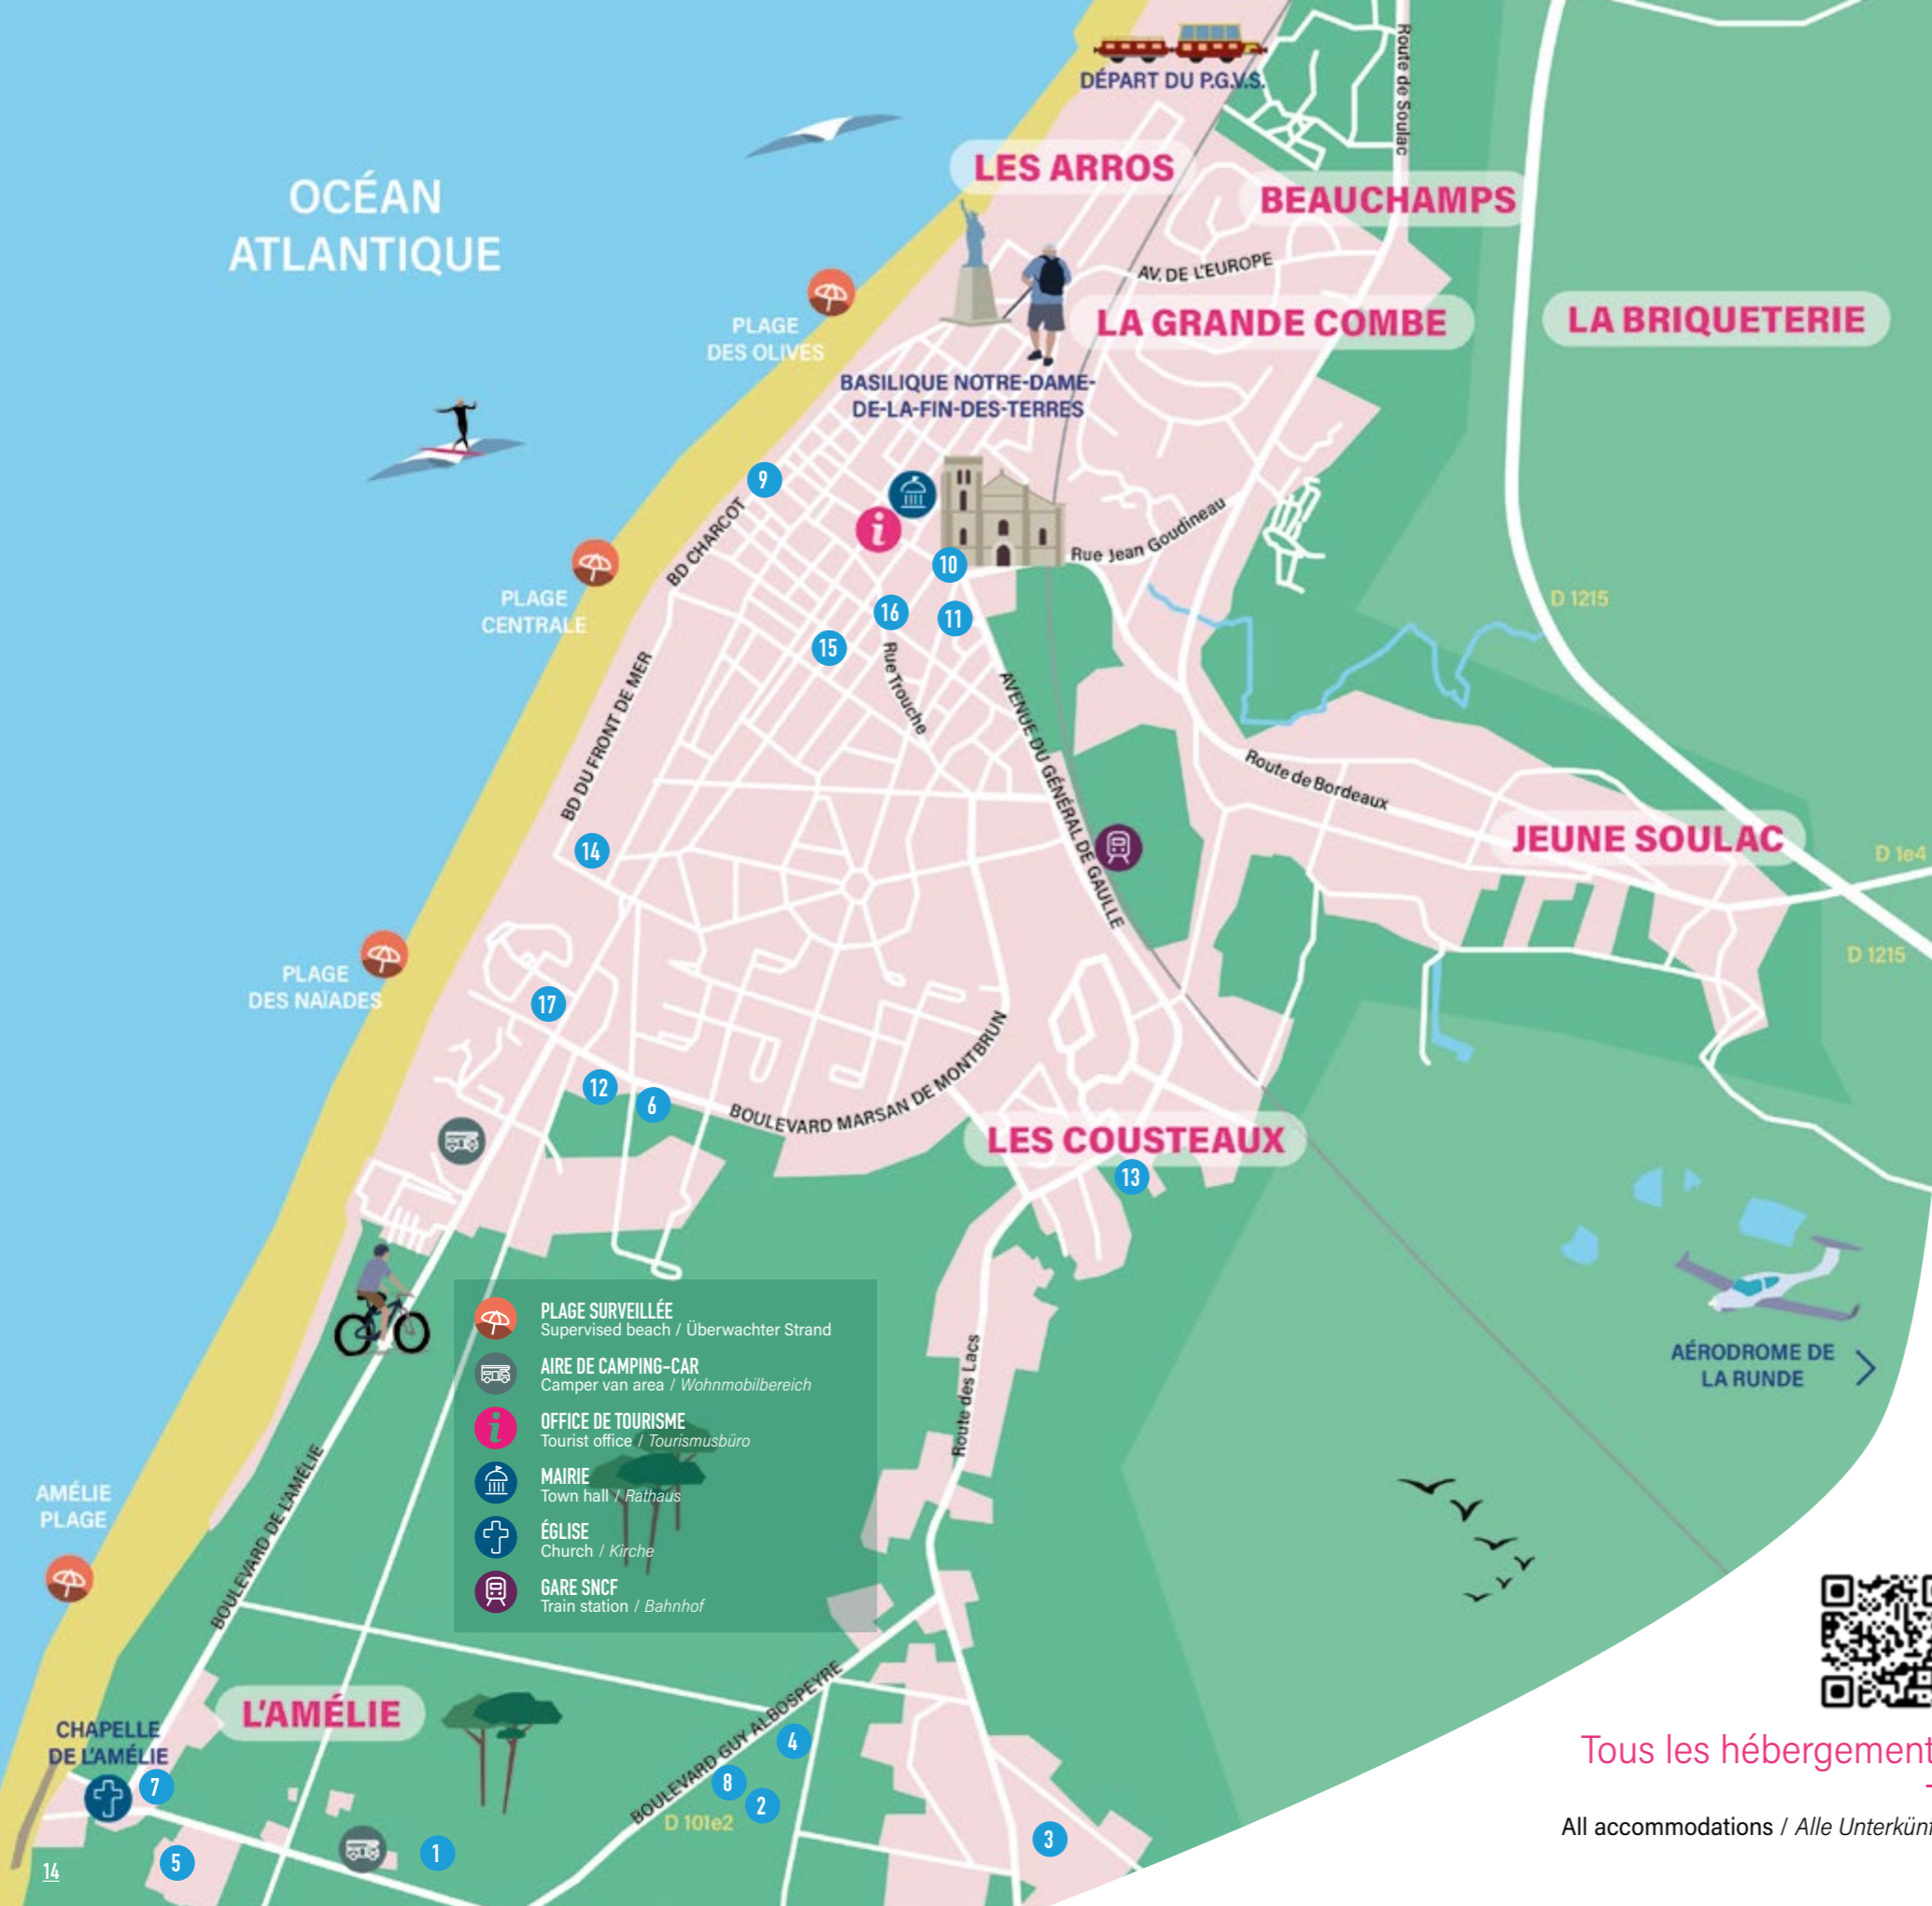 DÉPART DU P.G.V.S.
Route de Soulac
LES ARROS
BEAUCHAMPS
OCÉAN
ATLANTIQUE
AV. DE L'EUROPE
PLAGE
DES OLIVES
LA GRANDE COMBE
LA BRIQUETERIE
BASILIQUE NOTRE-DAME-
DE-LA-FIN-DES-TERRES
9
BD CHARCOT
i
Rue Jean Goudineau
10
PLAGE
CENTRALE
D 1215
16
11
15
Rue Trouche
BD DU FRONT DE MER
AVENUE DU GÉNÉRAL DE GAULLE
Route de Bordeaux
14
JEUNE SOULAC
D 1e4
D 1215
PLAGE
DES NAÏADES
17
12
6
BOULEVARD MARSAN DE MONTBRUN
LES COUSTEAUX
13
PLAGE SURVEILLÉE
Supervised beach / Überwachter Strand
AIRE DE CAMPING-CAR
Camper van area / Wohnmobilbereich
i
OFFICE DE TOURISME
Tourist office / Tourismusbüro
MAIRIE
Town hall / Rathaus
ÉGLISE
Church / Kirche
GARE SNCF
Train station / Bahnhof
Route des Lacs
AÉRODROME DE
LA RUNDE
AMÉLIE
PLAGE
BOULEVARD DE L'AMÉLIE
L'AMÉLIE
CHAPELLE
DE L'AMÉLIE
7
BOULEVARD GUY ALBOSPEYRE
4
8
2
D 101e2
3
1
5
14
Tous les hébergement
All accommodations / Alle Unterkünf